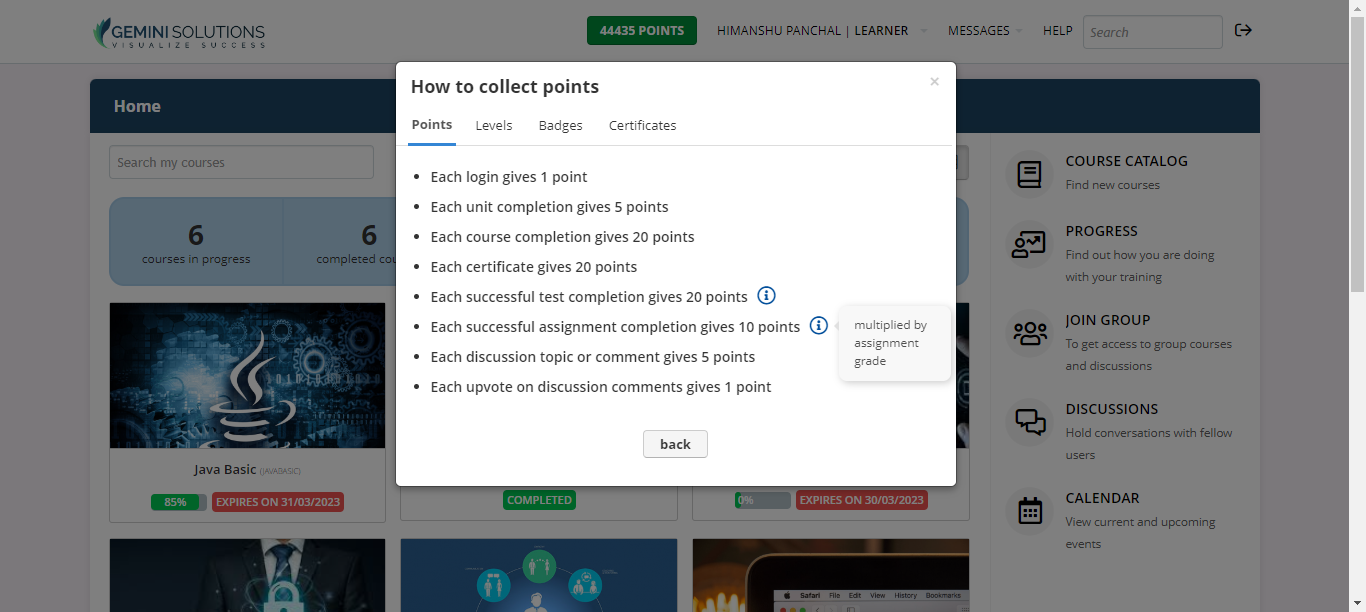 GEMINI SOLUTIONS
VISUALIZE SUCCESS
44435 POINTS
HIMANSHU PANCHAL | LEARNER
MESSAGES
HELP
Search
How to collect points
×
Points
Levels
Badges
Certificates
Each login gives 1 point
Each unit completion gives 5 points
Each course completion gives 20 points
Each certificate gives 20 points
Each successful test completion gives 20 points
Each successful assignment completion gives 10 points
multiplied by
assignment
grade
Each discussion topic or comment gives 5 points
Each upvote on discussion comments gives 1 point
back
Home
Search my courses
6
courses in progress
6
completed cou
Java Basic (JAVABASIC)
85%
EXPIRES ON 31/03/2023
COMPLETED
0%
EXPIRES ON 30/03/2023
Safari File Edit View History Bookmarks
COURSE CATALOG
Find new courses
PROGRESS
Find out how you are doing
with your training
JOIN GROUP
To get access to group courses
and discussions
DISCUSSIONS
Hold conversations with fellow
users
CALENDAR
View current and upcoming
events